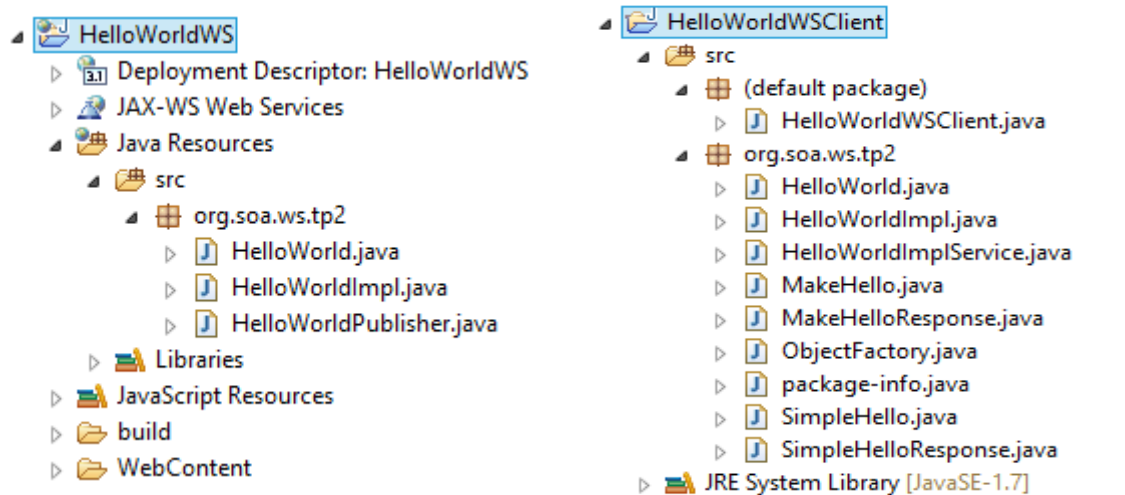 HelloWorldWS
3.1 Deployment Descriptor: HelloWorldWS
JAX-WS Web Services
Java Resources
src
org.soa.ws.tp2
J HelloWorld.java
J HelloWorldImpl.java
J HelloWorldPublisher.java
Libraries
JavaScript Resources
build
WebContent
HelloWorldWSClient
src
(default package)
J HelloWorldWSClient.java
org.soa.ws.tp2
J HelloWorld.java
J HelloWorldImpl.java
J HelloWorldImplService.java
J MakeHello.java
J MakeHelloResponse.java
J ObjectFactory.java
J package-info.java
J SimpleHello.java
J SimpleHelloResponse.java
JRE System Library [JavaSE-1.7]